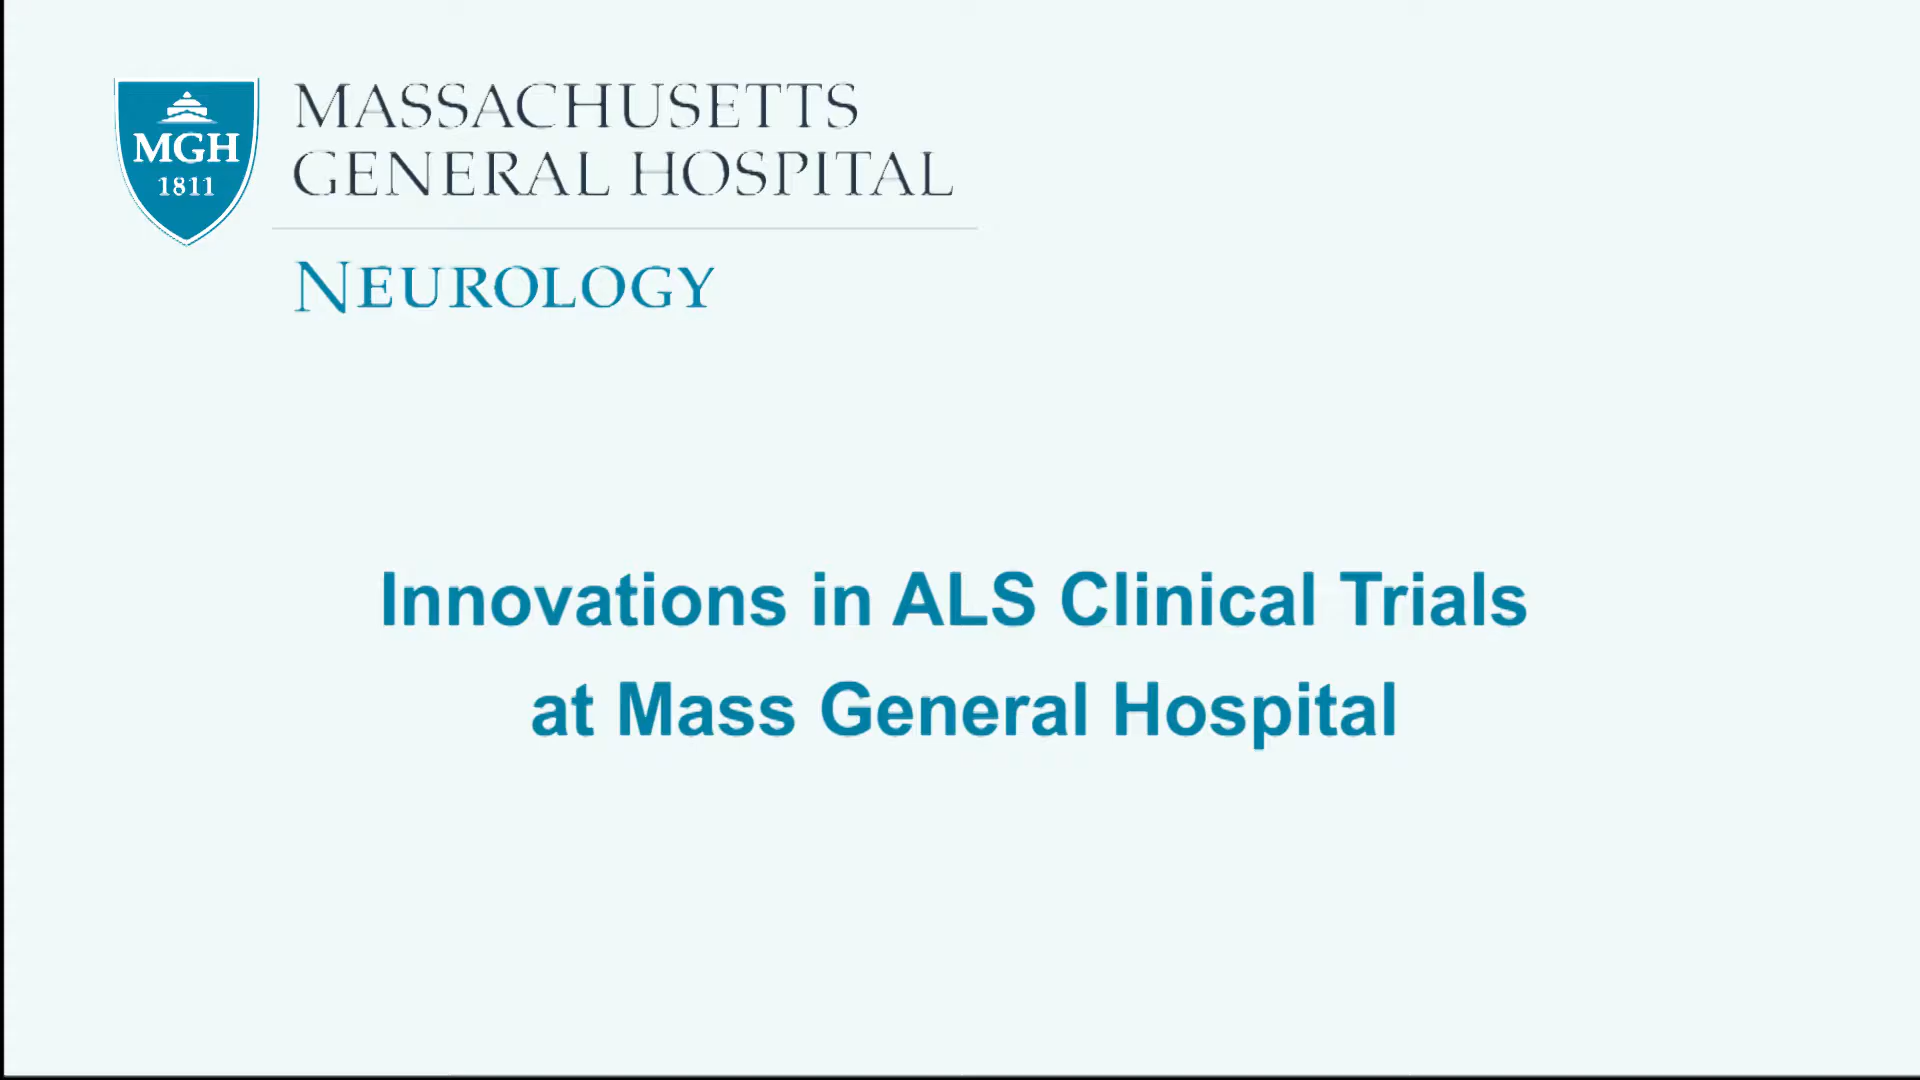 MGH
1811
MASSACHUSETTS
GENERAL HOSPITAL
NEUROLOGY
Innovations in ALS Clinical Trials
at Mass General Hospital